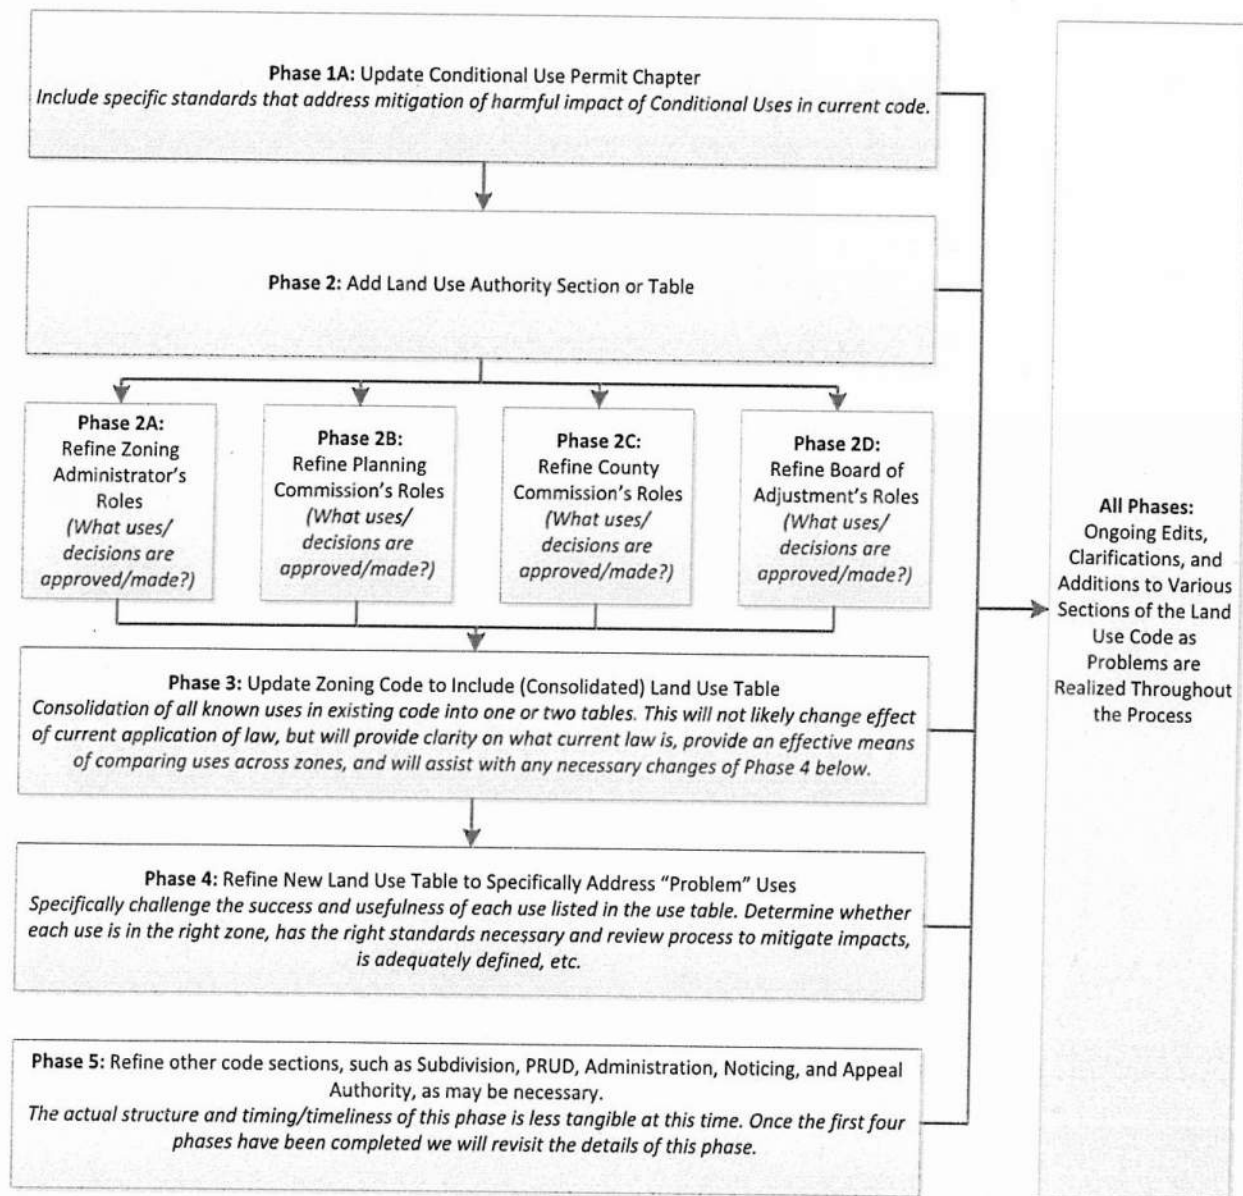 Phase 1A: Update Conditional Use Permit Chapter
Include specific standards that address mitigation of harmful impact of Conditional Uses in current code.
Phase 2: Add Land Use Authority Section or Table
Phase 2A:
Refine Zoning
Administrator's
Roles
(What uses/
decisions are
approved/made?)
Phase 2B:
Refine Planning
Commission's Roles
(What uses/
decisions are
approved/made?)
Phase 2C:
Refine County
Commission's Roles
(What uses/
decisions are
approved/made?)
Phase 2D:
Refine Board of
Adjustment's Roles
(What uses/
decisions are
approved/made?)
Phase 3: Update Zoning Code to Include (Consolidated) Land Use Table
Consolidation of all known uses in existing code into one or two tables. This will not likely change effect
of current application of law, but will provide clarity on what current law is, provide an effective means
of comparing uses across zones, and will assist with any necessary changes of Phase 4 below.
Phase 4: Refine New Land Use Table to Specifically Address "Problem" Uses
Specifically challenge the success and usefulness of each use listed in the use table. Determine whether
each use is in the right zone, has the right standards necessary and review process to mitigate impacts,
is adequately defined, etc.
Phase 5: Refine other code sections, such as Subdivision, PRUD, Administration, Noticing, and Appeal
Authority, as may be necessary.
The actual structure and timing/timeliness of this phase is less tangible at this time. Once the first four
phases have been completed we will revisit the details of this phase.
All Phases:
Ongoing Edits,
Clarifications, and
Additions to Various
Sections of the Land
Use Code as
Problems are
Realized Throughout
the Process